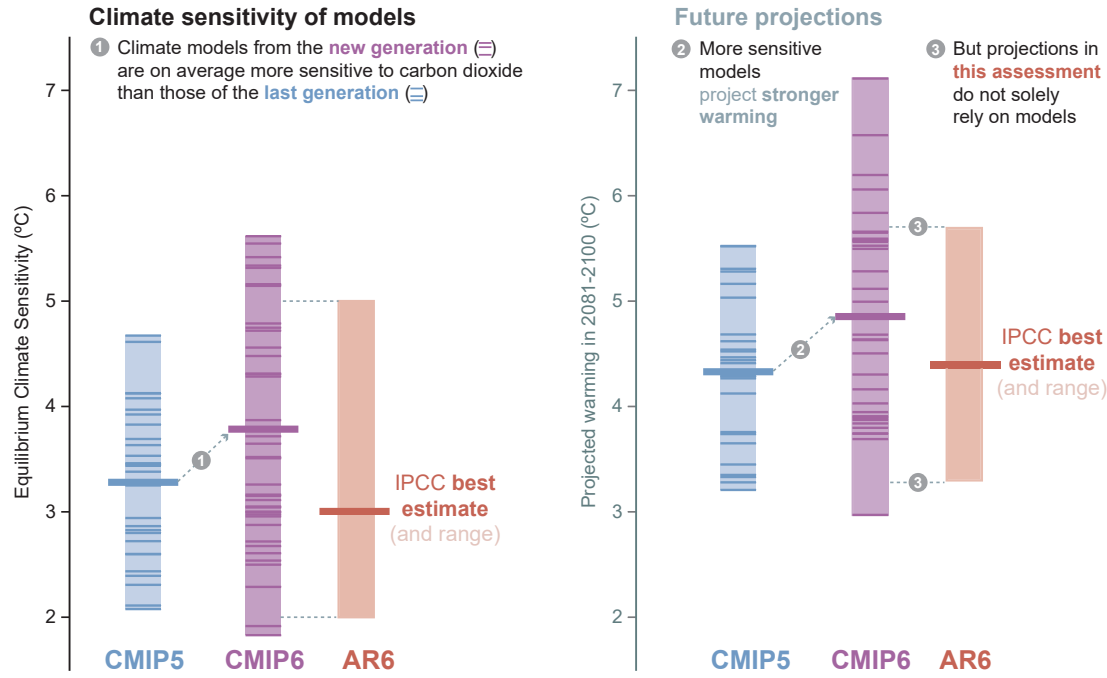 Climate sensitivity of models
1 Climate models from the new generation ( )
are on average more sensitive to carbon dioxide
than those of the last generation ( )
Equilibrium Climate Sensitivity (ºC)
7
6
5
4
3
2
1
IPCC best
estimate
(and range)
CMIP5
CMIP6
AR6
Future projections
2 More sensitive
models
project stronger
warming
3 But projections in
this assessment
do not solely
rely on models
Projected warming in 2081-2100 (ºC)
7
6
5
4
3
2
3
2
3
IPCC best
estimate
(and range)
CMIP5
CMIP6
AR6